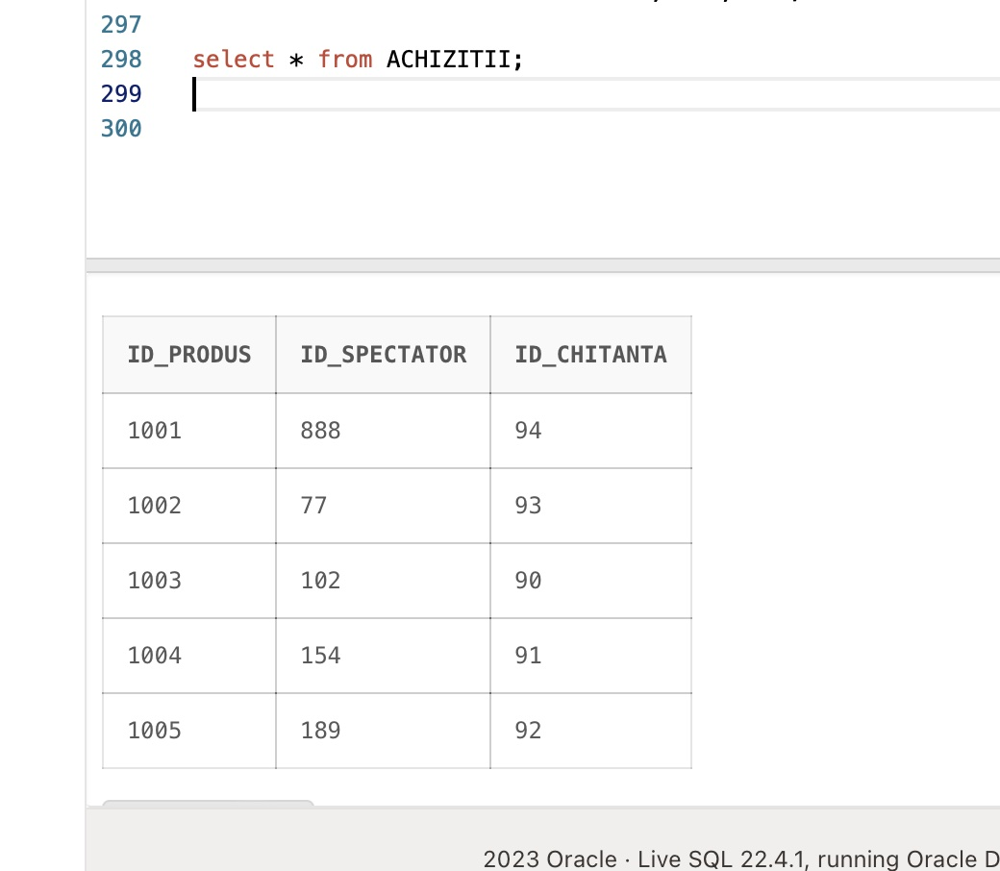 297
298 select * from ACHIZITII;
299
300
ID_PRODUS ID_SPECTATOR ID_CHITANTA
1001 888 94
1002 77 93
1003 102 90
1004 154 91
1005 189 92
2023 Oracle · Live SQL 22.4.1, running Oracle D